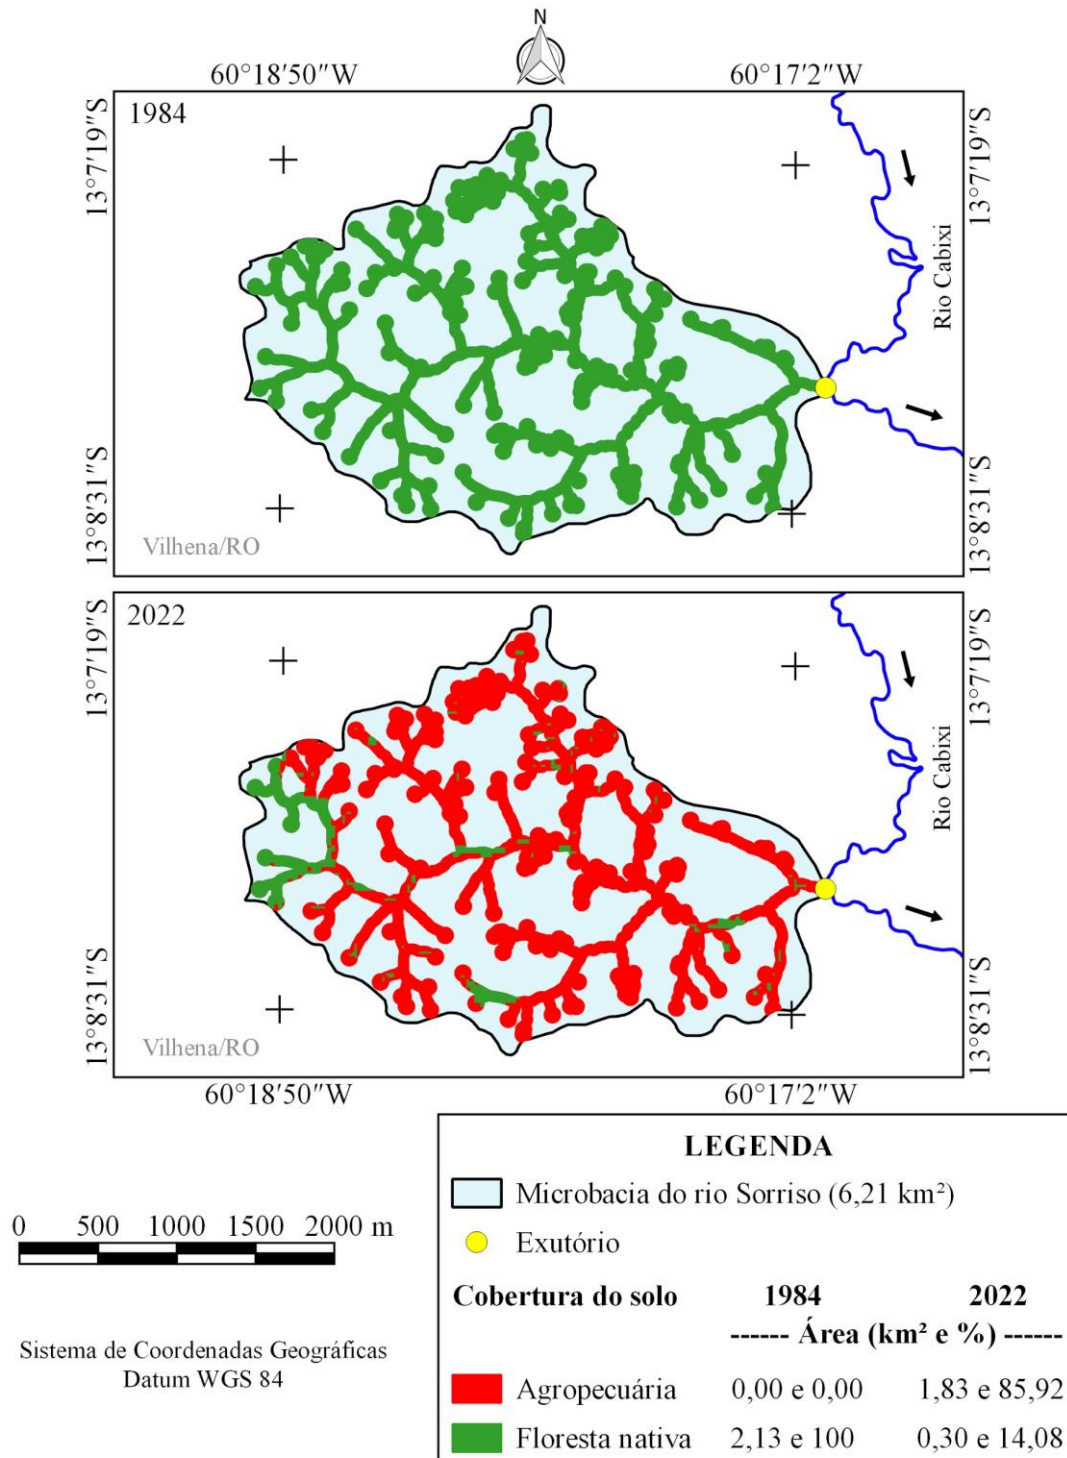 N
60°18'50"W 60°17'2"W
1984
13°7'19"S
13°7'19"S
Rio Cabixi
13°8'31"S
13°8'31"S
Vilhena/RO
2022
13°7'19"S
13°7'19"S
Rio Cabixi
13°8'31"S
13°8'31"S
Vilhena/RO
60°18'50"W 60°17'2"W
0 500 1000 1500 2000 m
Sistema de Coordenadas Geográficas
Datum WGS 84
LEGENDA
Microbacia do rio Sorriso (6,21 km²)
Exutório
Cobertura do solo 1984 2022
------ Área (km² e %) ------
Agropecuária 0,00 e 0,00 1,83 e 85,92
Floresta nativa 2,13 e 100 0,30 e 14,08